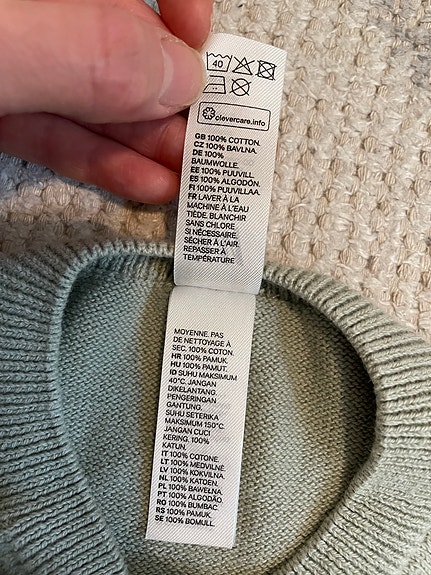 40
clevercare.info
GB 100% COTTON.
CZ 100% BAVLNA.
DE 100%
BAUMWOLLE.
EE 100% PUUVILL.
ES 100% ALGODÓN.
FI 100% PUUVILLA.
FR LAVER À LA
MACHINE À L'EAU
TIÈDE. BLANCHIR
SANS CHLORE
SI NÉCESSAIRE.
SÉCHER À L'AIR.
REPASSER À
TEMPÉRATURE
MOYENNE. PAS
DE NETTOYAGE À
SEC. 100% COTON.
HR 100% PAMUK.
HU 100% PAMUT.
ID SUHU MAKSIMUM
40°C. JANGAN
DIKELANTANG.
PENGERINGAN
GANTUNG.
SUHU SETERIKA
MAKSIMUM 150°C.
JANGAN CUCI
KERING. 100%
KATUN.
IT 100% COTONE.
LT 100% MEDVILNĖ.
LV 100% KOKVILNA.
NL 100% KATOEN.
PL 100% BAWEŁNA
PT 100% ALGODÃO.
RO 100% BUMBAC
RS 100% PAMUK.
SE 100% BOMULL.